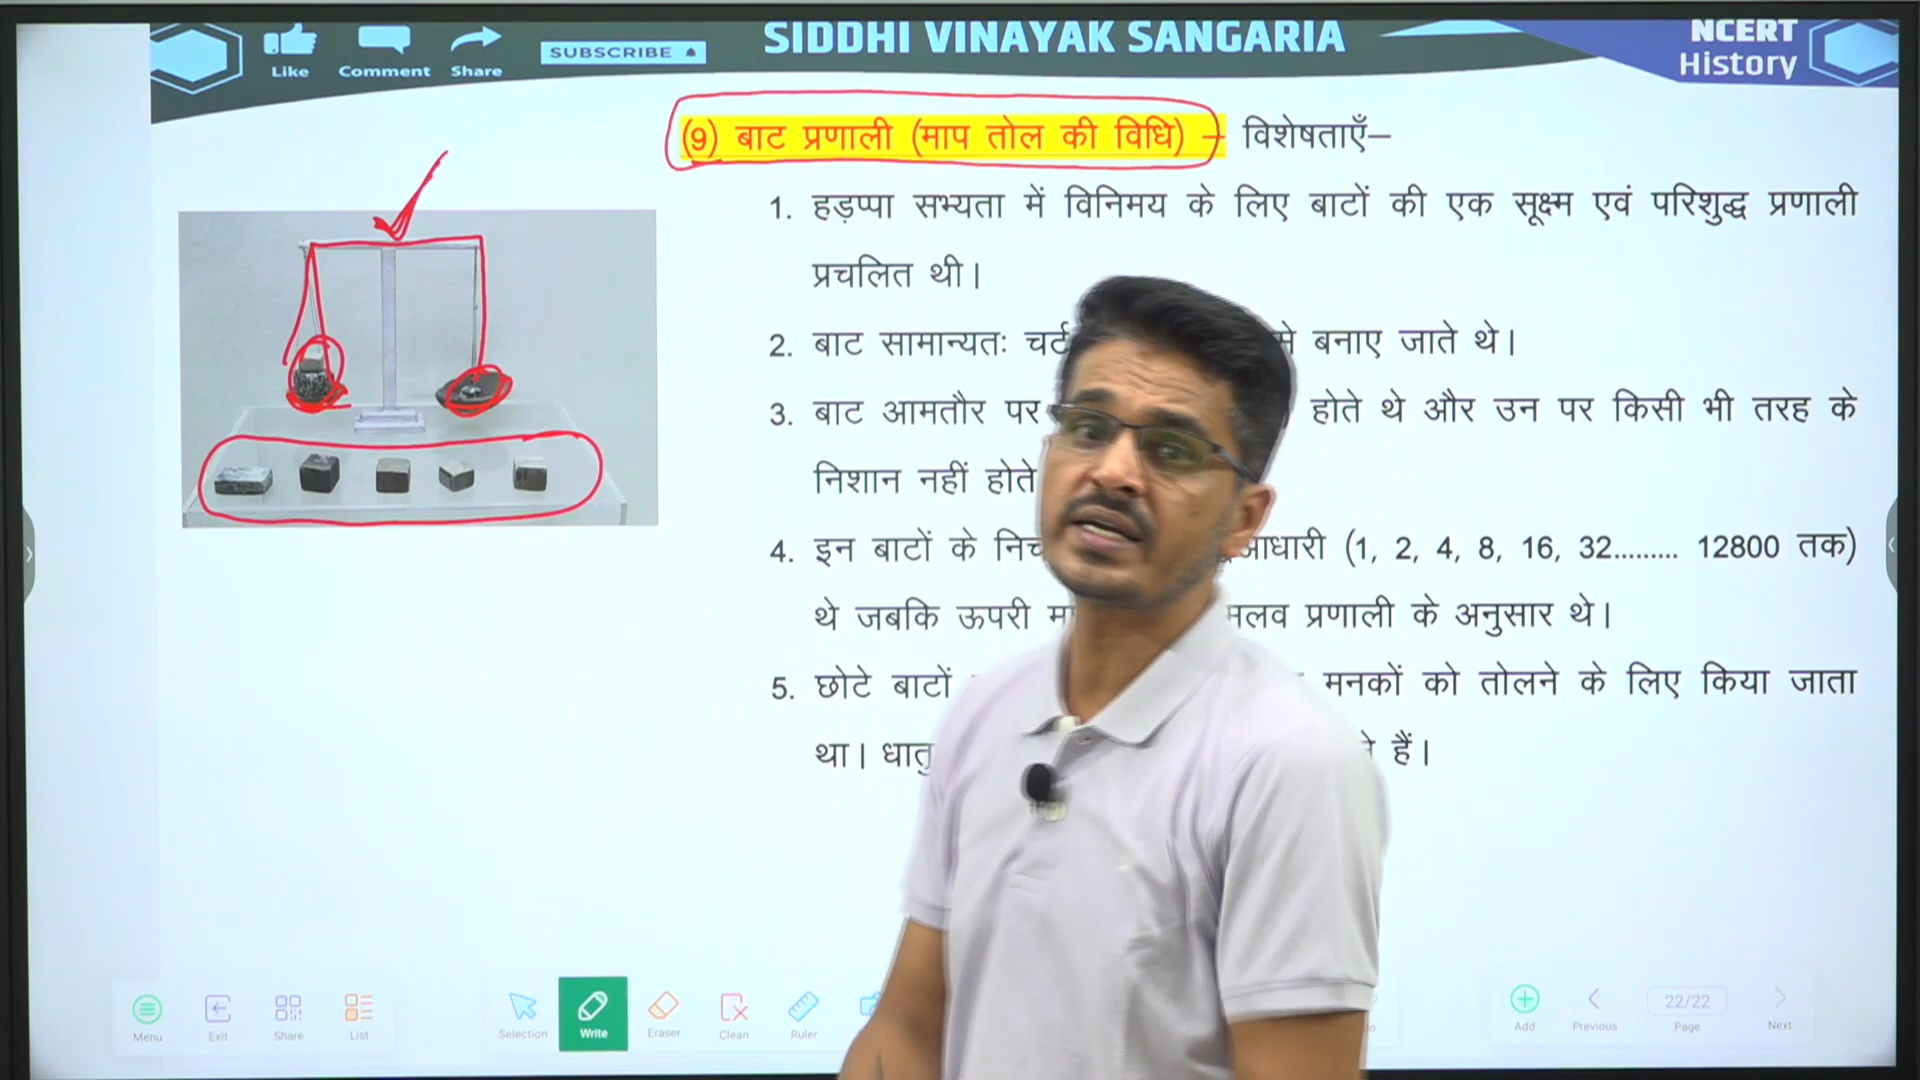 SIDDHI VINAYAK SANGARIA
NCERT
History
Like
Comment
Share
SUBSCRIBE
(9) बाट प्रणाली (माप तोल की विधि) – विशेषताएँ–
1. हड़प्पा सभ्यता में विनिमय के लिए बाटों की एक सूक्ष्म एवं परिशुद्ध प्रणाली
प्रचलित थी।
2. बाट सामान्यतः से बनाए जाते थे।
3. बाट आमतौर पर होते थे और उन पर किसी भी तरह के
निशान नहीं होते
4. इन बाटों के (1, 2, 4, 8, 16, 32......... 12800 तक)
थे जबकि ऊपरी प्रणाली के अनुसार थे।
5. छोटे बाटों मनकों को तोलने के लिए किया जाता
था। हैं।
Menu
Exit
Share
List
Selection
Write
Eraser
Clean
Ruler
Add
Previous
22/22
Page
Next